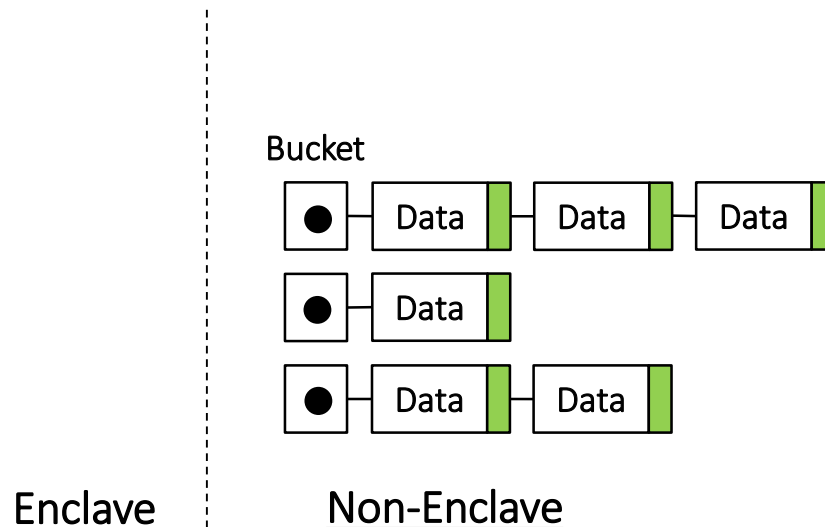 Bucket
Data Data Data
Data
Data Data
Enclave Non-Enclave